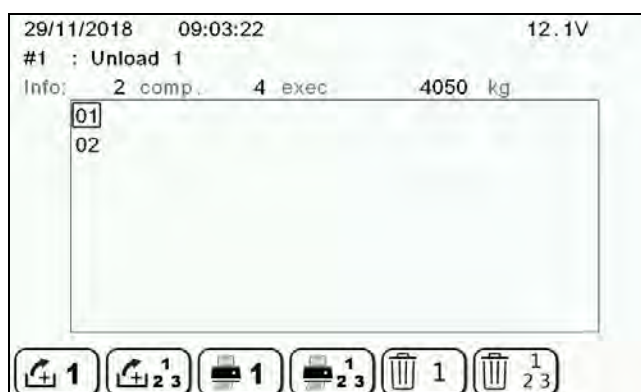 29/11/2018 09:03:22 12.1V
#1 : Unload 1
Info: 2 comp. 4 exec 4050 kg
01
02
1 1 2 3 1 1 2 3 1 1 2 3